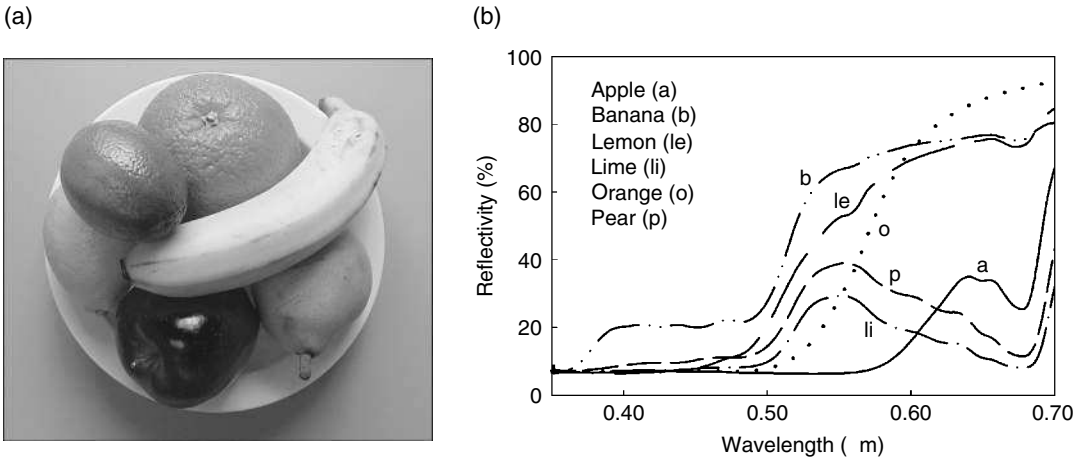 (a)
(b)
100
80
60
40
20
0
Reflectivity (%)
Apple (a)
Banana (b)
Lemon (le)
Lime (li)
Orange (o)
Pear (p)
b
le
o
p
a
li
0.40
0.50
0.60
0.70
Wavelength ( m)